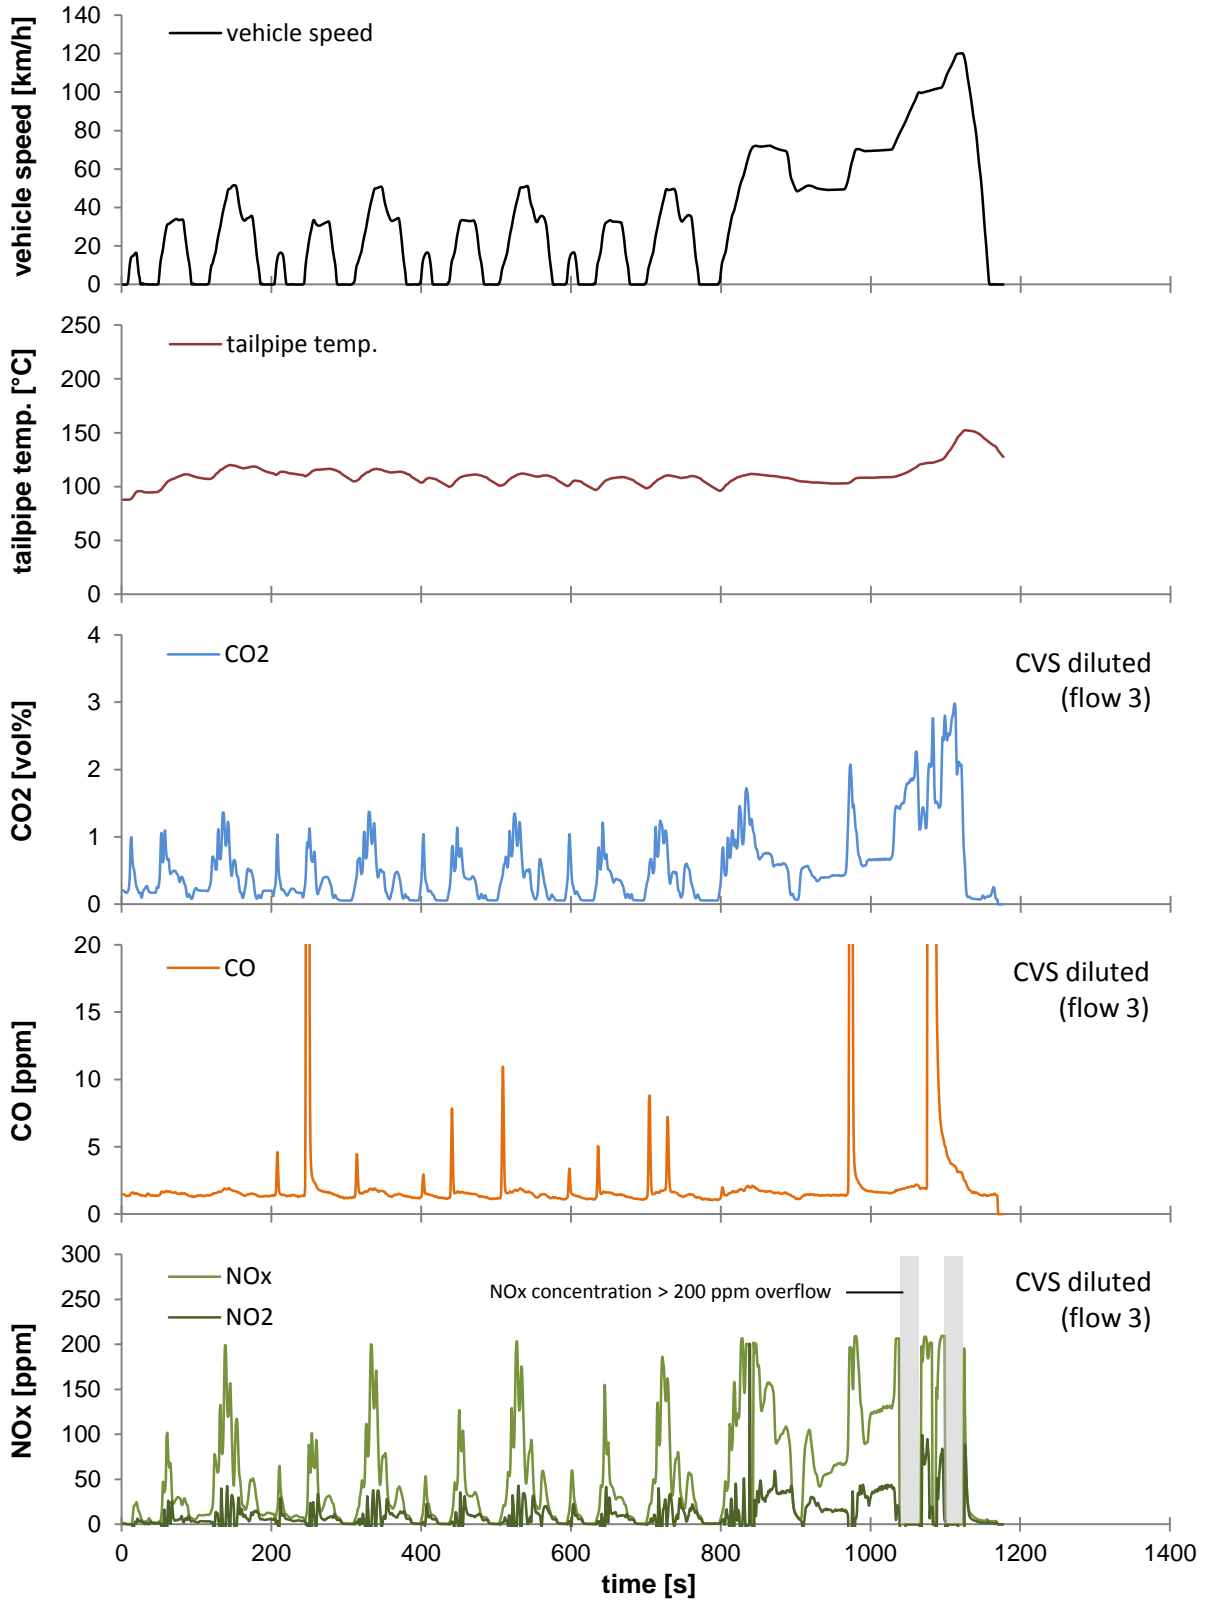 vehicle speed [km/h]
140
120
100
80
60
40
20
0
vehicle speed
tailpipe temp. [°C]
250
200
150
100
50
0
tailpipe temp.
CO2 [vol%]
4
3
2
1
0
CO2
CVS diluted
(flow 3)
CO [ppm]
20
15
10
5
0
CO
CVS diluted
(flow 3)
NOx [ppm]
300
250
200
150
100
50
0
NOx
NO2
NOx concentration > 200 ppm overflow
CVS diluted
(flow 3)
0 200 400 600 800 1000 1200 1400
time [s]